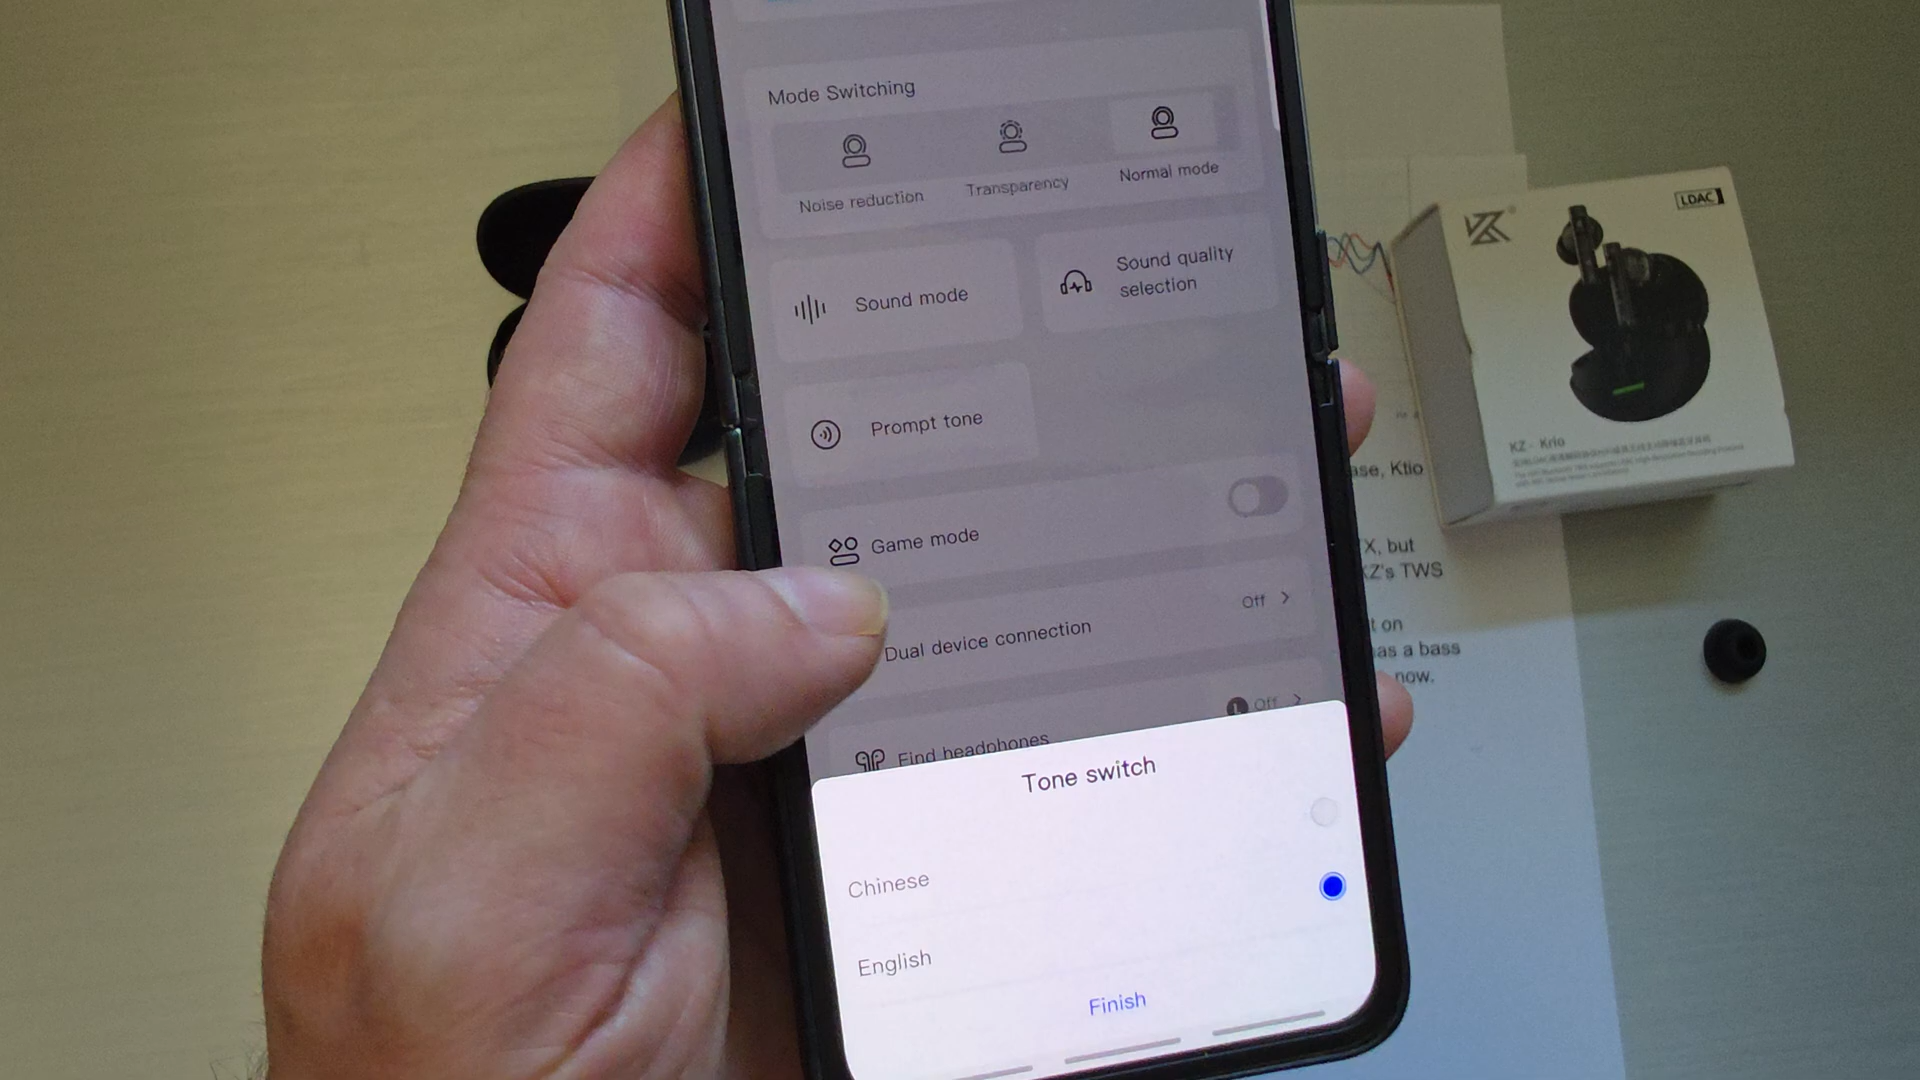 Mode Switching
Noise reduction
Transparency
Normal mode
Sound mode
Sound quality
selection
Prompt tone
Game mode
Dual device connection
Off
Find headphones
L
Off
Tone switch
Chinese
English
Finish
KZ
LDAC
KZ - Krio
ase, Ktio
X, but
KZ's TWS
t on
as a bass
now.